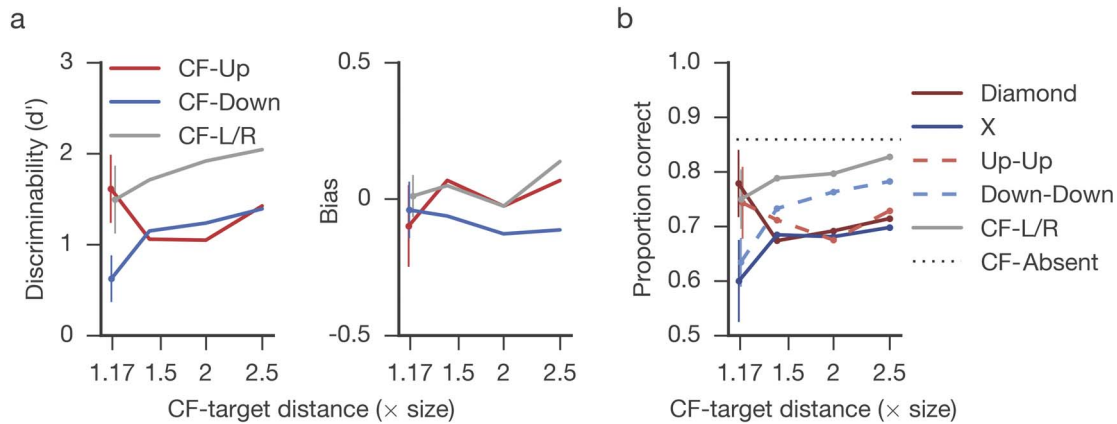 a
b
3
2
1
0
Discriminability (d')
CF-Up
CF-Down
CF-L/R
1.17 1.5 2 2.5
0.5
0
-0.5
Bias
1.17 1.5 2 2.5
CF-target distance (× size)
1.0
0.9
0.8
0.7
0.6
0.5
Proportion correct
1.17 1.5 2 2.5
CF-target distance (× size)
Diamond
X
Up-Up
Down-Down
CF-L/R
CF-Absent